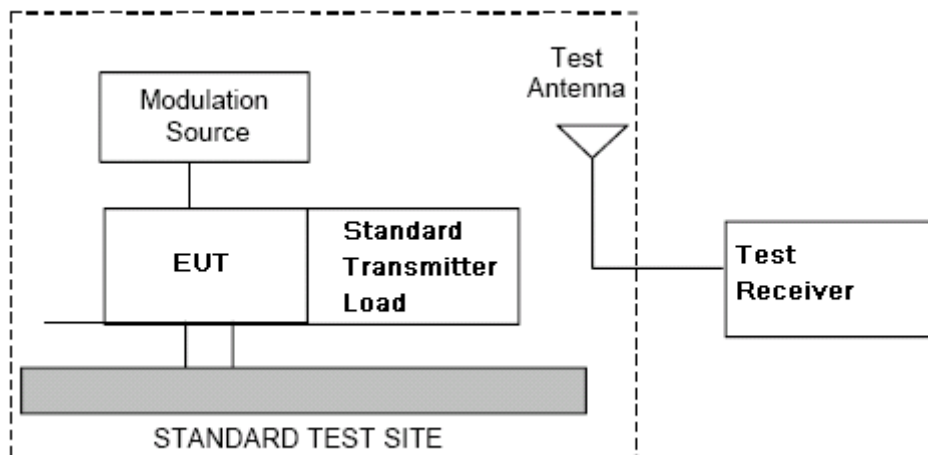 Test
Antenna
Modulation
Source
EUT
Standard
Transmitter
Load
Test
Receiver
STANDARD TEST SITE